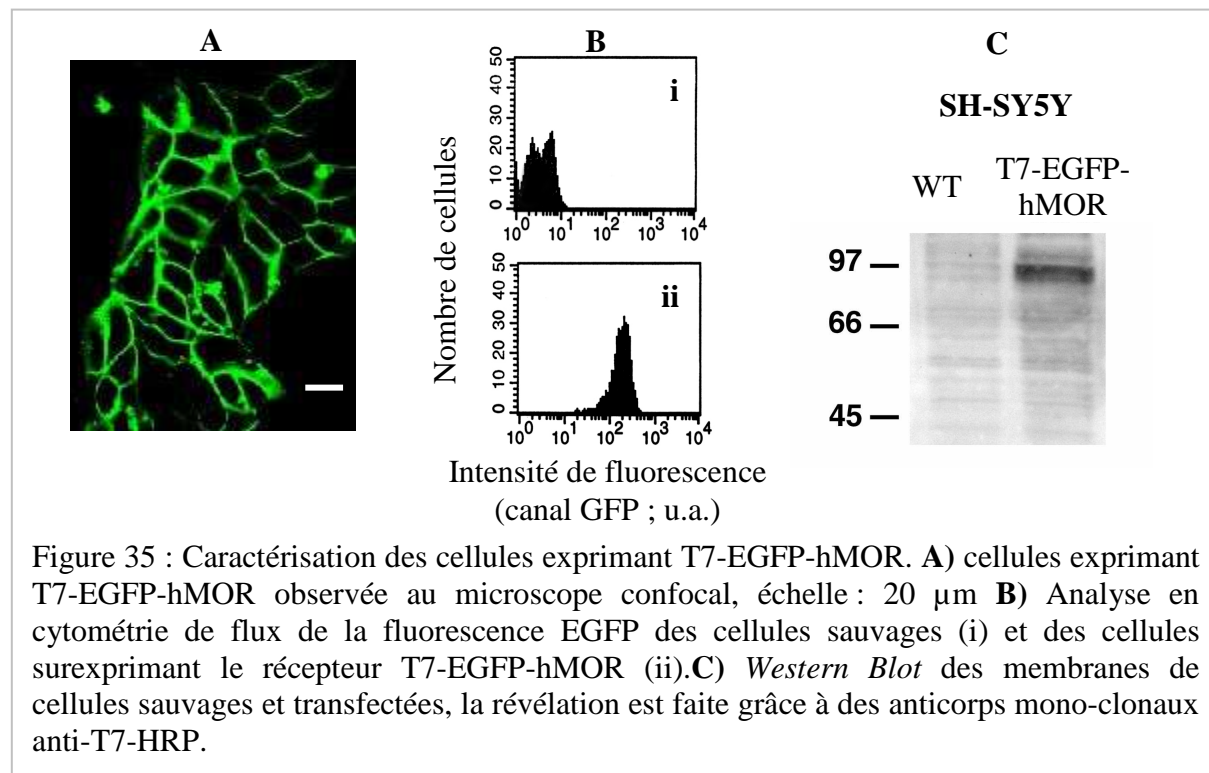 A
B
C
50
40
30
20
10
0
i
10^0 10^1 10^2 10^3 10^4
50
40
30
20
10
0
ii
10^0 10^1 10^2 10^3 10^4
Nombre de cellules
Intensité de fluorescence
(canal GFP ; u.a.)
SH-SY5Y
WT
T7-EGFP-
hMOR
97
66
45
Figure 35 : Caractérisation des cellules exprimant T7-EGFP-hMOR. A) cellules exprimant
T7-EGFP-hMOR observée au microscope confocal, échelle : 20 µm B) Analyse en
cytométrie de flux de la fluorescence EGFP des cellules sauvages (i) et des cellules
surexprimant le récepteur T7-EGFP-hMOR (ii).C) Western Blot des membranes de
cellules sauvages et transfectées, la révélation est faite grâce à des anticorps mono-clonaux
anti-T7-HRP.